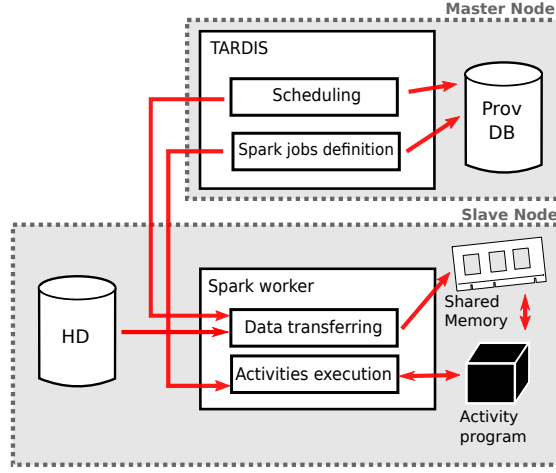 Master Node
TARDIS
Scheduling
Spark jobs definition
Prov
DB
Slave Node
Spark worker
HD
Data transferring
Activities execution
Shared
Memory
Activity
program